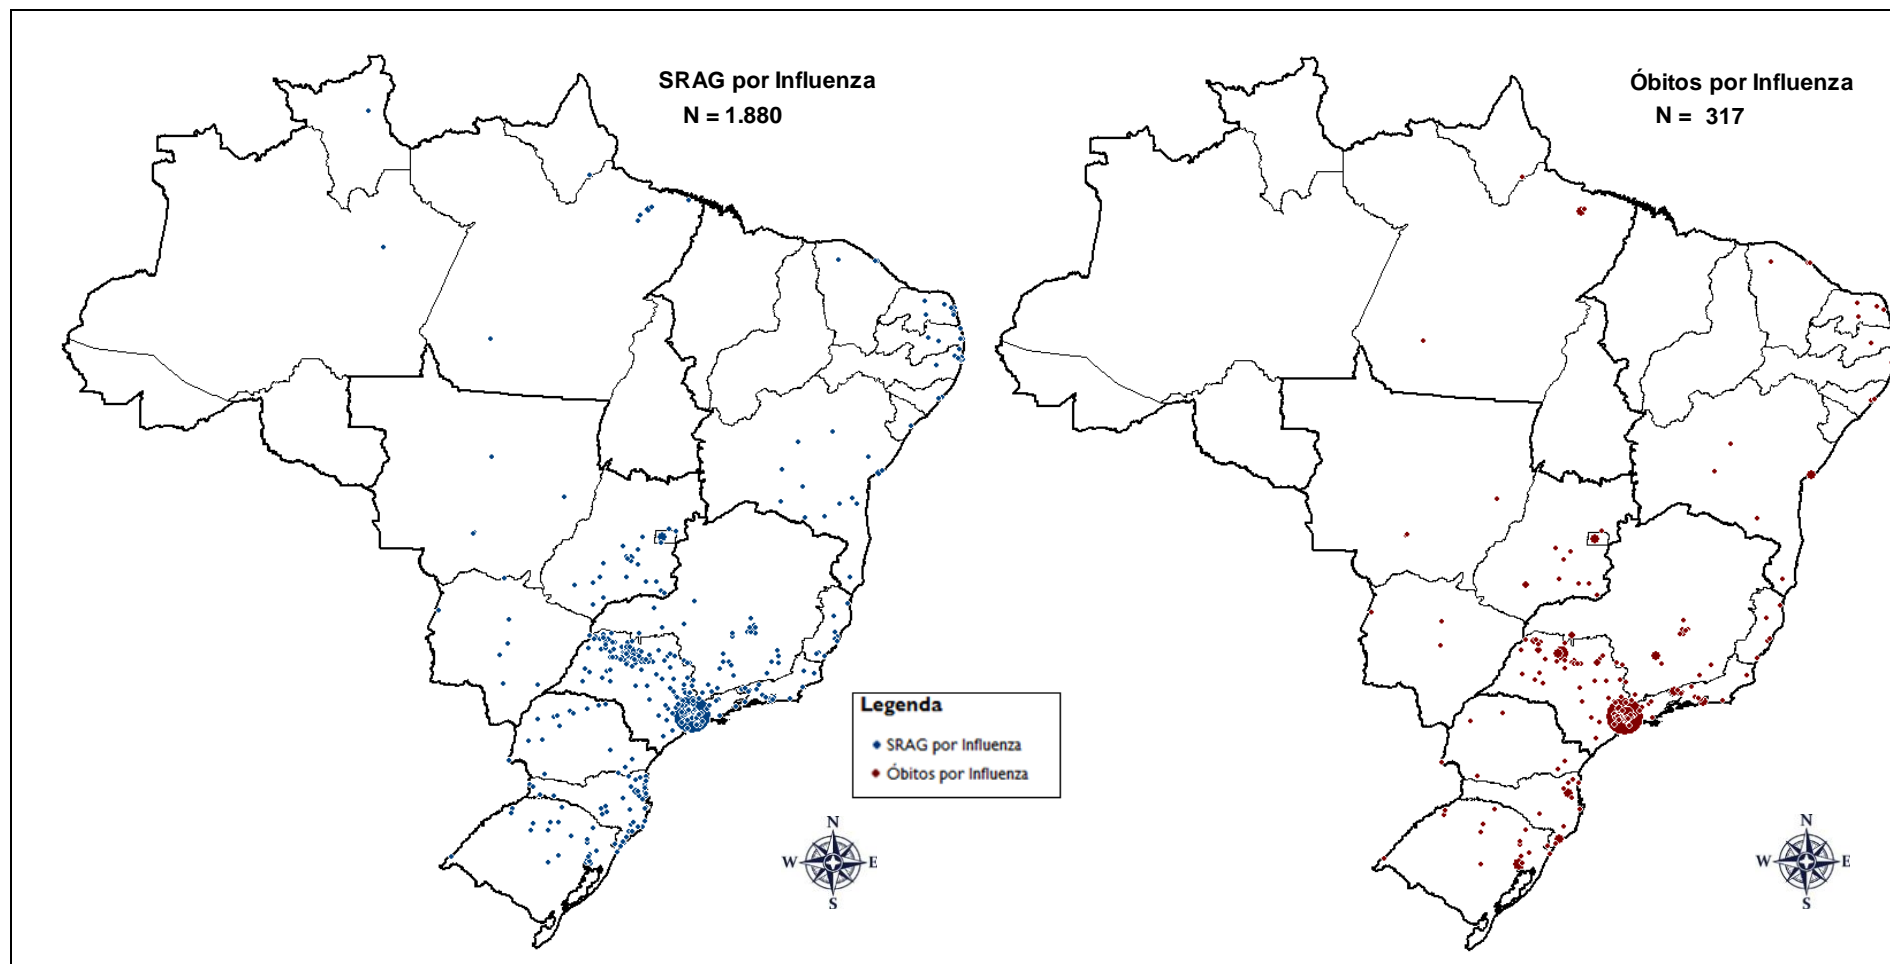 SRAG por Influenza
N = 1.880
Óbitos por Influenza
N = 317
Legenda
SRAG por Influenza
Óbitos por Influenza
N
W E
S
N
W E
S